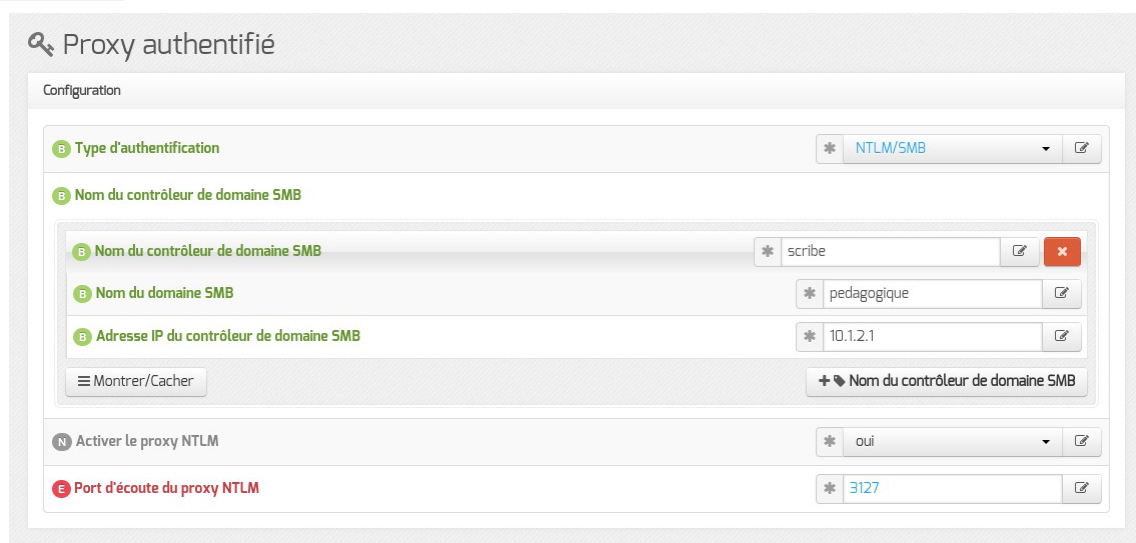 Proxy authentifié
Configuration
B Type d'authentification NTLM/SMB
B Nom du contrôleur de domaine SMB
B Nom du contrôleur de domaine SMB scribe
B Nom du domaine SMB pedagogique
B Adresse IP du contrôleur de domaine SMB 10.1.2.1
Montrer/Cacher Nom du contrôleur de domaine SMB
N Activer le proxy NTLM oui
E Port d'écoute du proxy NTLM 3127